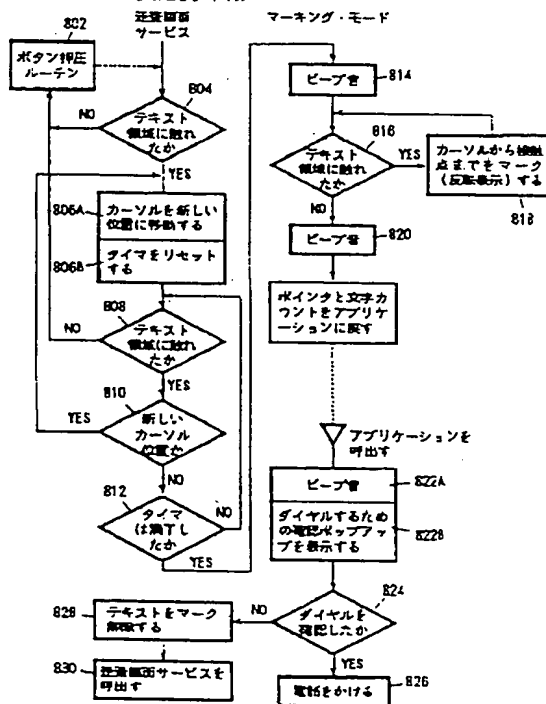 サービス
マーキング・モード
802
ボタン押圧
ルーテン
804
NO
テキスト
領域に触れ
たか
YES
806A
カーソルを新しい
位置に移動する
806B
タイマをリセット
する
808
NO
テキスト
領域に触れ
たか
YES
810
YES
新しい
カーソル
位置か
NO
812
NO
タイマ
は満了し
たか
YES
ビープ音
814
816
テキスト
領域に触れ
たか
YES
カーソルから接触
点までをマーク
(反転表示)する
818
NO
ビープ音
820
ポインタと文字カ
ウントをアプリケ
ーションに戻す
アプリケーションを
呼出す
ビープ音
822A
ダイヤルするため
の確認ポップアッ
プを表示する
822B
824
ダイヤルを
確認したか
NO
828
テキストをマーク
解除する
830
サービスを
呼出す
YES
電話をかける
826